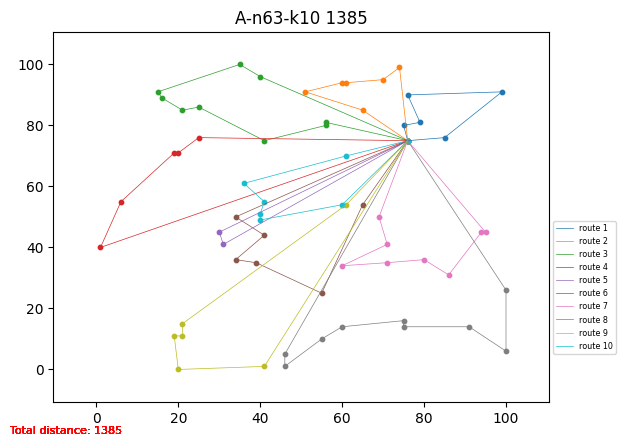 A-n63-k10 1385
100
80
60
40
20
0
0 20 40 60 80 100
route 1
route 2
route 3
route 4
route 5
route 6
route 7
route 8
route 9
route 10
Total distance: 1385